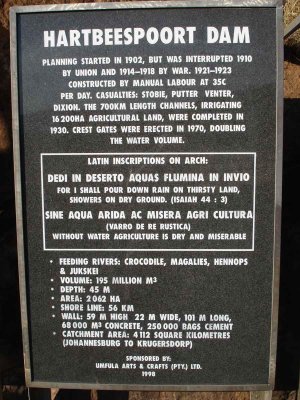 HARTBEESPOORT DAM
PLANNING STARTED IN 1902, BUT WAS INTERRUPTED 1910
BY UNION AND 1914-1918 BY WAR. 1921-1923
CONSTRUCTED BY MANUAL LABOUR AT 35C
PER DAY. CASUALTIES: STOBIE, PUTTER VENTER,
DIXION. THE 700KM LENGTH CHANNELS, IRRIGATING
16 200HA AGRICULTURAL LAND, WERE COMPLETED IN
1930. CREST GATES WERE ERECTED IN 1970, DOUBLING
THE WATER VOLUME.
LATIN INSCRIPTIONS ON ARCH:
DEDI IN DESERTO AQUAS FLUMINA IN INVIO
FOR I SHALL POUR DOWN RAIN ON THIRSTY LAND,
SHOWERS ON DRY GROUND. (ISAIAH 44 : 3)
SINE AQUA ARIDA AC MISERA AGRI CULTURA
(VARRO DE RE RUSTICA)
WITHOUT WATER AGRICULTURE IS DRY AND MISERABLE
• FEEDING RIVERS: CROCODILE, MAGALIES, HENNOPS
& JUKSKEI
• VOLUME: 195 MILLION M³
• DEPTH: 45 M
• AREA: 2 062 HA
• SHORE LINE: 56 KM
• WALL: 59 M HIGH 22 M WIDE, 101 M LONG,
68 000 M³ CONCRETE, 250 000 BAGS CEMENT
• CATCHMENT AREA: 4 112 SQUARE KILOMETRES
(JOHANNESBURG TO KRUGERSDORP)
SPONSORED BY:
UMFULA ARTS & CRAFTS (PTY.) LTD.
1998